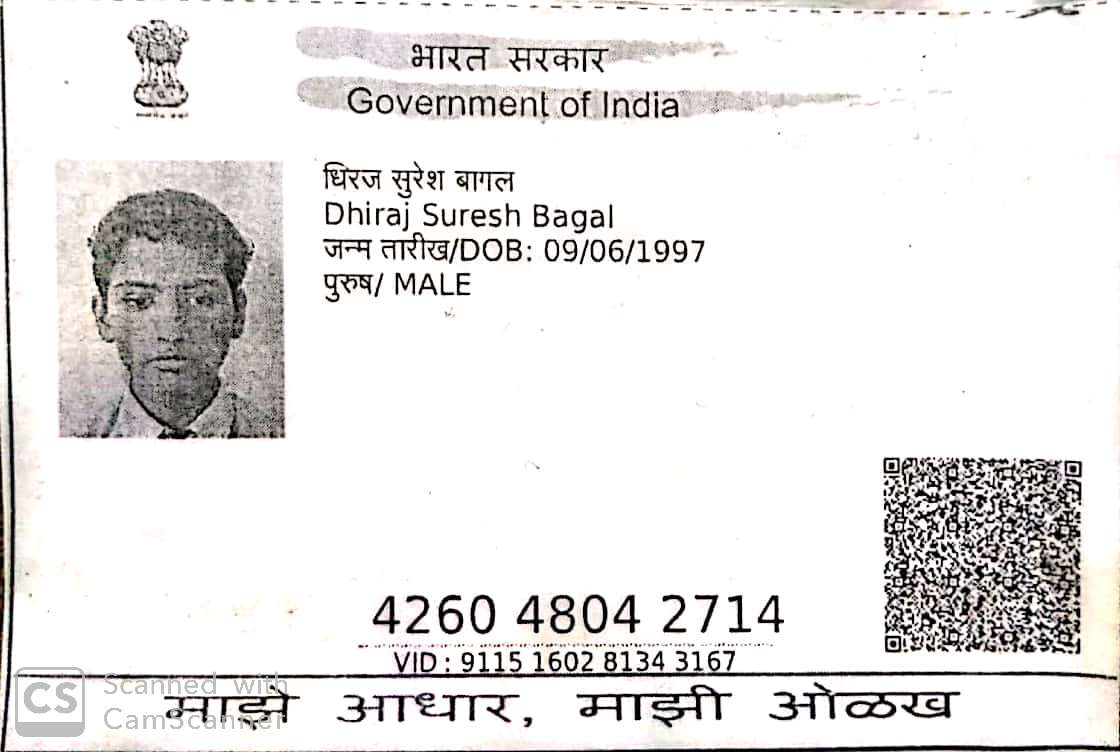 भारत सरकार
Government of India
धिरज सुरेश बागल
Dhiraj Suresh Bagal
जन्म तारीख/DOB: 09/06/1997
पुरुष/ MALE
4260 4804 2714
VID : 9115 1602 8134 3167
माझे आधार, माझी ओळख
CS Scanned with
CamScanner